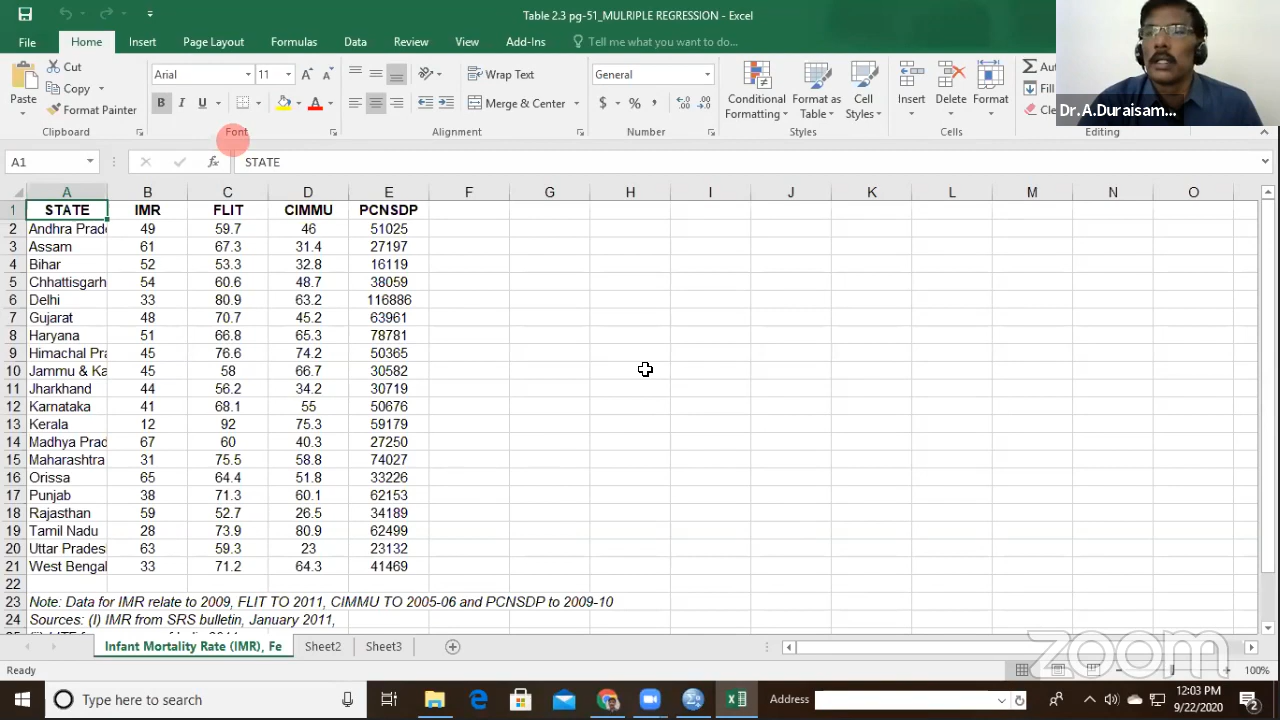 Table 2.3 pg-51_MULRIPLE REGRESSION - Excel
File Home Insert Page Layout Formulas Data Review View Add-Ins Tell me what you want to do...
Cut
Copy
Format Painter
Paste
Arial 11
Wrap Text
Merge & Center
General
Conditional Formatting
Format as Table
Cell Styles
Insert
Delete
Format
Dr.A.Duraisam...
Clipboard Font Alignment Number Styles Cells Editing
A1 fx STATE
A B C D E F G H I J K L M N O
1 STATE IMR FLIT CIMMU PCNSDP
2 Andhra Prade 49 59.7 46 51025
3 Assam 61 67.3 31.4 27197
4 Bihar 52 53.3 32.8 16119
5 Chhattisgarh 54 60.6 48.7 38059
6 Delhi 33 80.9 63.2 116886
7 Gujarat 48 70.7 45.2 63961
8 Haryana 51 66.8 65.3 78781
9 Himachal Pra 45 76.6 74.2 50365
10 Jammu & Ka 45 58 66.7 30582
11 Jharkhand 44 56.2 34.2 30719
12 Karnataka 41 68.1 55 50676
13 Kerala 12 92 75.3 59179
14 Madhya Prad 67 60 40.3 27250
15 Maharashtra 31 75.5 58.8 74027
16 Orissa 65 64.4 51.8 33226
17 Punjab 38 71.3 60.1 62153
18 Rajasthan 59 52.7 26.5 34189
19 Tamil Nadu 28 73.9 80.9 62499
20 Uttar Prades 63 59.3 23 23132
21 West Bengal 33 71.2 64.3 41469
22
23 Note: Data for IMR relate to 2009, FLIT TO 2011, CIMMU TO 2005-06 and PCNSDP to 2009-10
24 Sources: (I) IMR from SRS bulletin, January 2011,
Infant Mortality Rate (IMR), Fe Sheet2 Sheet3
zoom
Ready 100%
Type here to search
Address
12:03 PM
9/22/2020
2